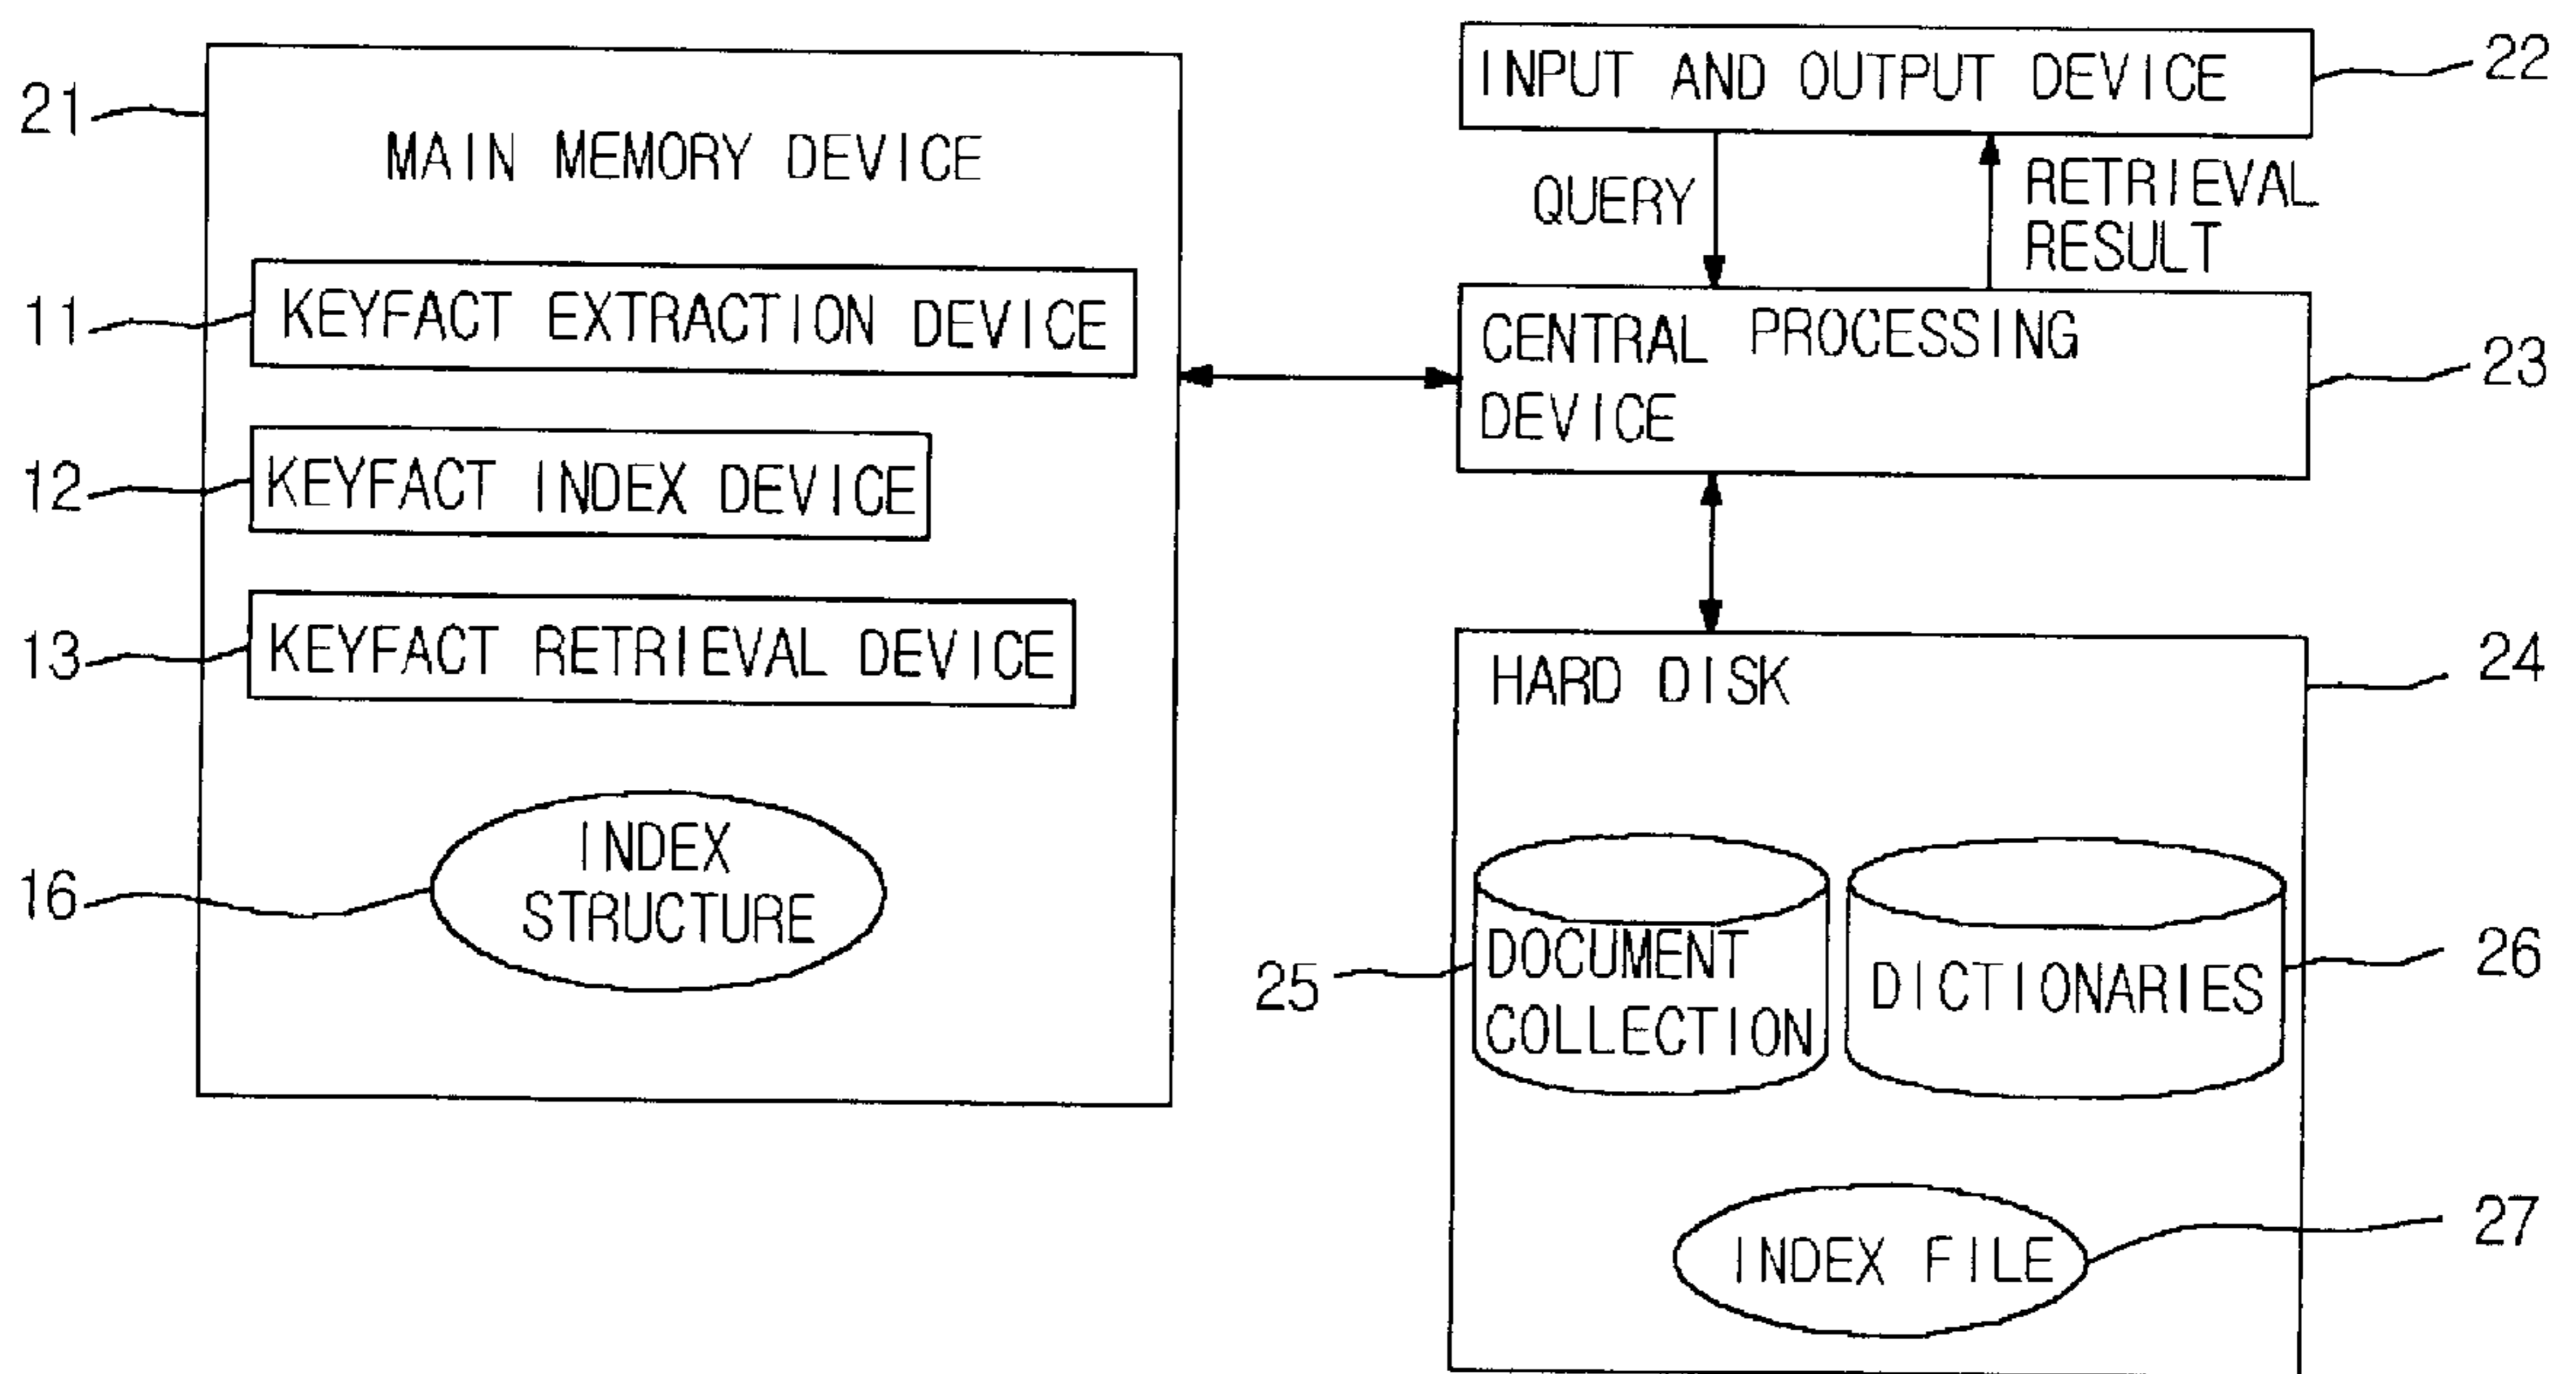 21
MAIN MEMORY DEVICE
11
KEYFACT EXTRACTION DEVICE
12
KEYFACT INDEX DEVICE
13
KEYFACT RETRIEVAL DEVICE
16
INDEX
STRUCTURE
INPUT AND OUTPUT DEVICE
22
QUERY
RETRIEVAL
RESULT
CENTRAL PROCESSING
DEVICE
23
HARD DISK
24
25
DOCUMENT
COLLECTION
DICTIONARIES
26
INDEX FILE
27